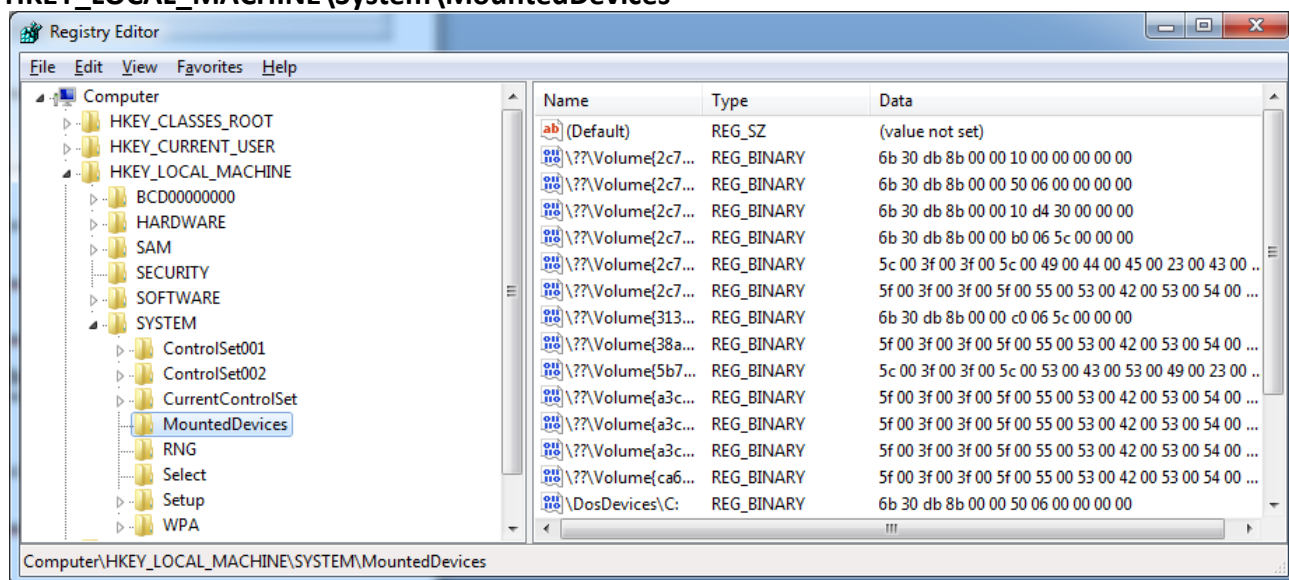 HKEY_LOCAL_MACHINE\System\MountedDevices
Registry Editor
File Edit View Favorites Help
Computer
HKEY_CLASSES_ROOT
HKEY_CURRENT_USER
HKEY_LOCAL_MACHINE
BCD00000000
HARDWARE
SAM
SECURITY
SOFTWARE
SYSTEM
ControlSet001
ControlSet002
CurrentControlSet
MountedDevices
RNG
Select
Setup
WPA
Name Type Data
(Default) REG_SZ (value not set)
\??\Volume{2c7... REG_BINARY 6b 30 db 8b 00 00 10 00 00 00 00 00
\??\Volume{2c7... REG_BINARY 6b 30 db 8b 00 00 50 06 00 00 00 00
\??\Volume{2c7... REG_BINARY 6b 30 db 8b 00 00 10 d4 30 00 00 00
\??\Volume{2c7... REG_BINARY 6b 30 db 8b 00 00 b0 06 5c 00 00 00
\??\Volume{2c7... REG_BINARY 5c 00 3f 00 3f 00 5c 00 49 00 44 00 45 00 23 00 43 00 ..
\??\Volume{2c7... REG_BINARY 5f 00 3f 00 3f 00 5f 00 55 00 53 00 42 00 53 00 54 00 ...
\??\Volume{313... REG_BINARY 6b 30 db 8b 00 00 c0 06 5c 00 00 00
\??\Volume{38a... REG_BINARY 5f 00 3f 00 3f 00 5f 00 55 00 53 00 42 00 53 00 54 00 ...
\??\Volume{5b7... REG_BINARY 5c 00 3f 00 3f 00 5c 00 53 00 43 00 53 00 49 00 23 00 ..
\??\Volume{a3c... REG_BINARY 5f 00 3f 00 3f 00 5f 00 55 00 53 00 42 00 53 00 54 00 ...
\??\Volume{a3c... REG_BINARY 5f 00 3f 00 3f 00 5f 00 55 00 53 00 42 00 53 00 54 00 ...
\??\Volume{a3c... REG_BINARY 5f 00 3f 00 3f 00 5f 00 55 00 53 00 42 00 53 00 54 00 ...
\??\Volume{ca6... REG_BINARY 5f 00 3f 00 3f 00 5f 00 55 00 53 00 42 00 53 00 54 00 ...
\DosDevices\C: REG_BINARY 6b 30 db 8b 00 00 50 06 00 00 00 00
Computer\HKEY_LOCAL_MACHINE\SYSTEM\MountedDevices